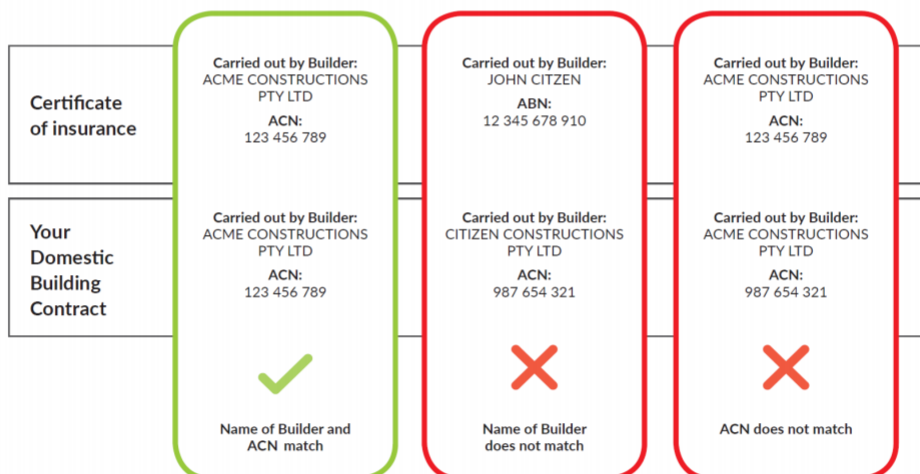 Certificate
of insurance
Carried out by Builder:
ACME CONSTRUCTIONS
PTY LTD
ACN:
123 456 789
Carried out by Builder:
JOHN CITZEN
ABN:
12 345 678 910
Carried out by Builder:
ACME CONSTRUCTIONS
PTY LTD
ACN:
123 456 789
Your
Domestic
Building
Contract
Carried out by Builder:
ACME CONSTRUCTIONS
PTY LTD
ACN:
123 456 789
Carried out by Builder:
CITIZEN CONSTRUCTIONS
PTY LTD
ACN:
987 654 321
Carried out by Builder:
ACME CONSTRUCTIONS
PTY LTD
ACN:
987 654 321
Name of Builder and
ACN match
Name of Builder
does not match
ACN does not match